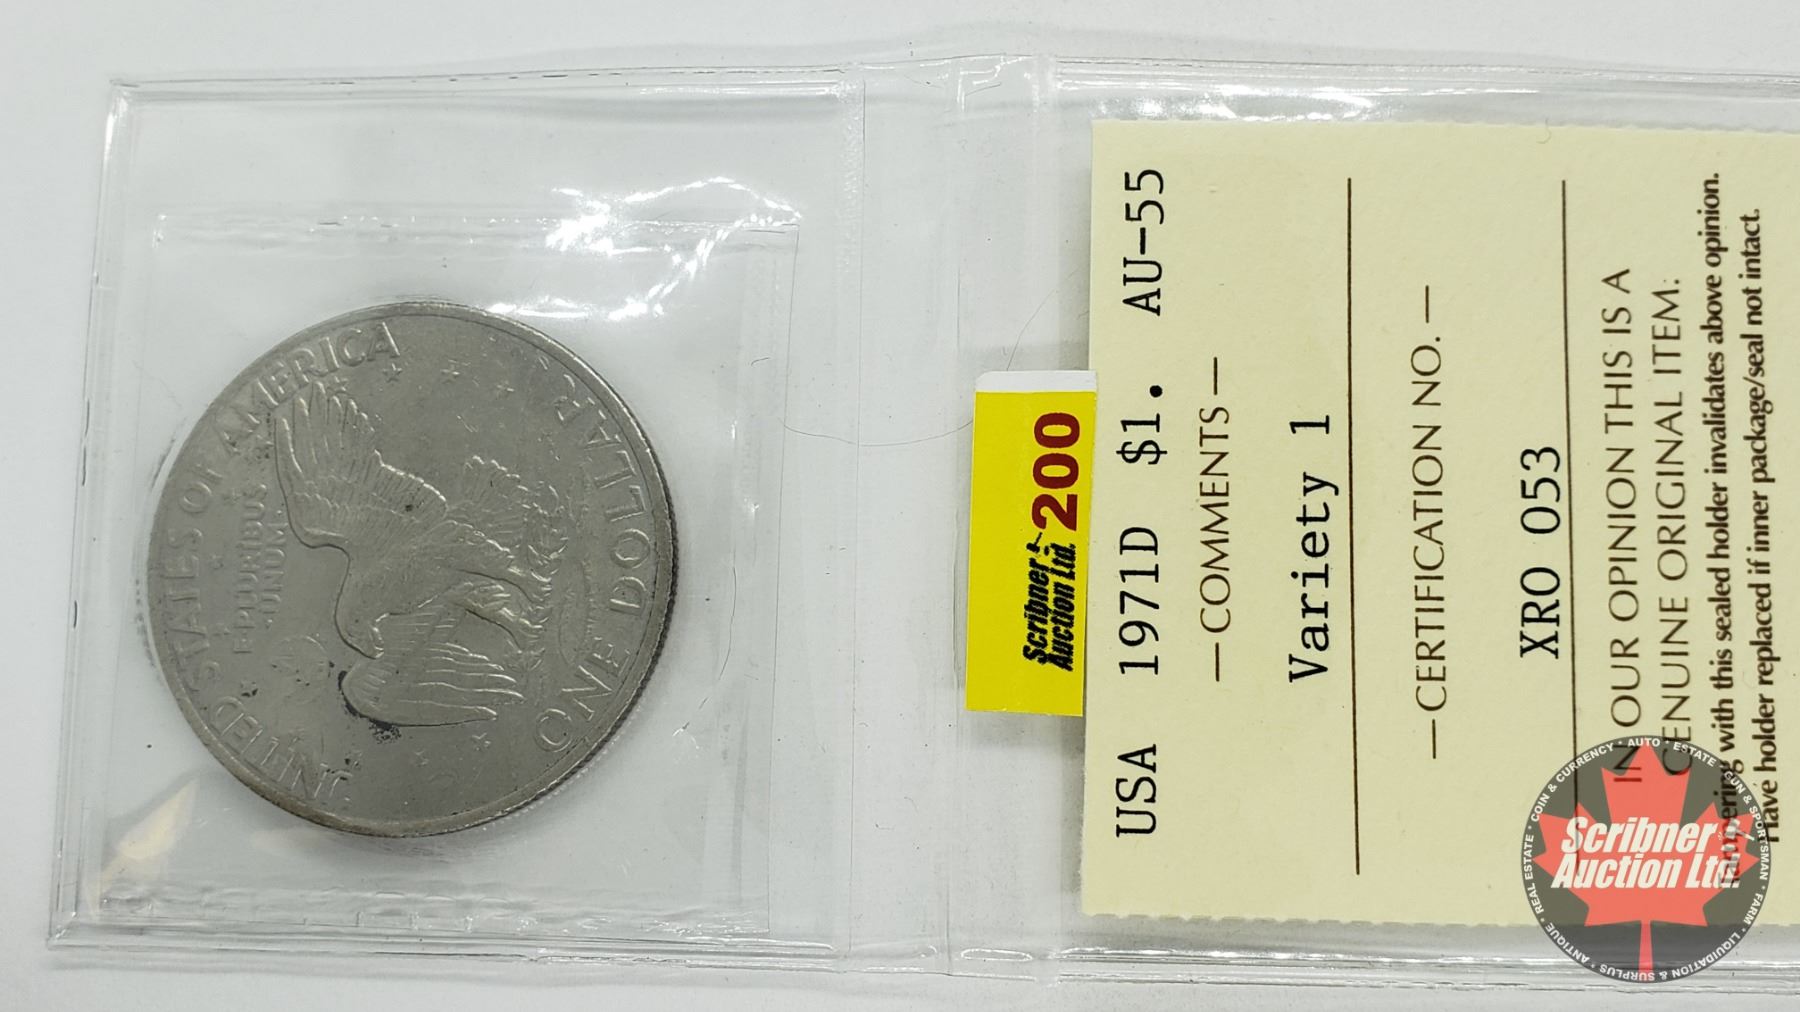 UNITED STATES OF AMERICA
E·PLURIBUS
UNUM
ONE DOLLAR
Scribner
Auction Ltd.
200
USA 1971D $1. AU-55
—COMMENTS—
Variety 1
—CERTIFICATION NO.—
XRO 053
IN OUR OPINION THIS IS A
GENUINE ORIGINAL ITEM:
Tampering with this sealed holder invalidates above opinion.
Have holder replaced if inner package/seal not intact.
Scribner
Auction Ltd.
COIN & CURRENCY * AUTO * ESTATE * GUN & SPORTSMAN * FARM * LIQUIDATION & SURPLUS * ANTIQUE * REAL ESTATE *